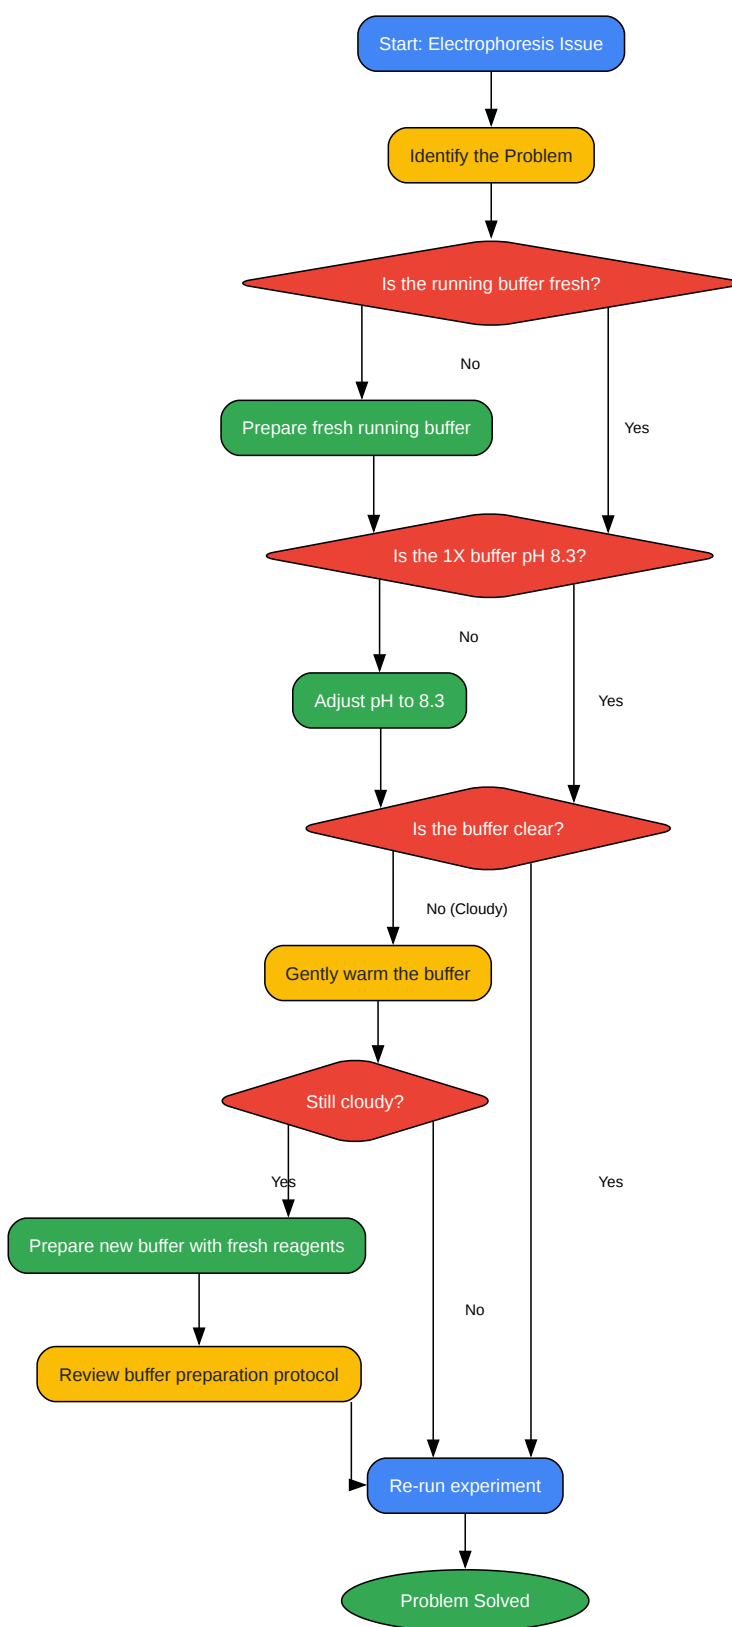 Start: Electrophoresis Issue
Identify the Problem
Is the running buffer fresh?
No
Prepare fresh running buffer
Yes
Is the 1X buffer pH 8.3?
No
Adjust pH to 8.3
Yes
Is the buffer clear?
No (Cloudy)
Gently warm the buffer
Still cloudy?
Yes
Yes
Prepare new buffer with fresh reagents
No
Review buffer preparation protocol
Re-run experiment
Problem Solved